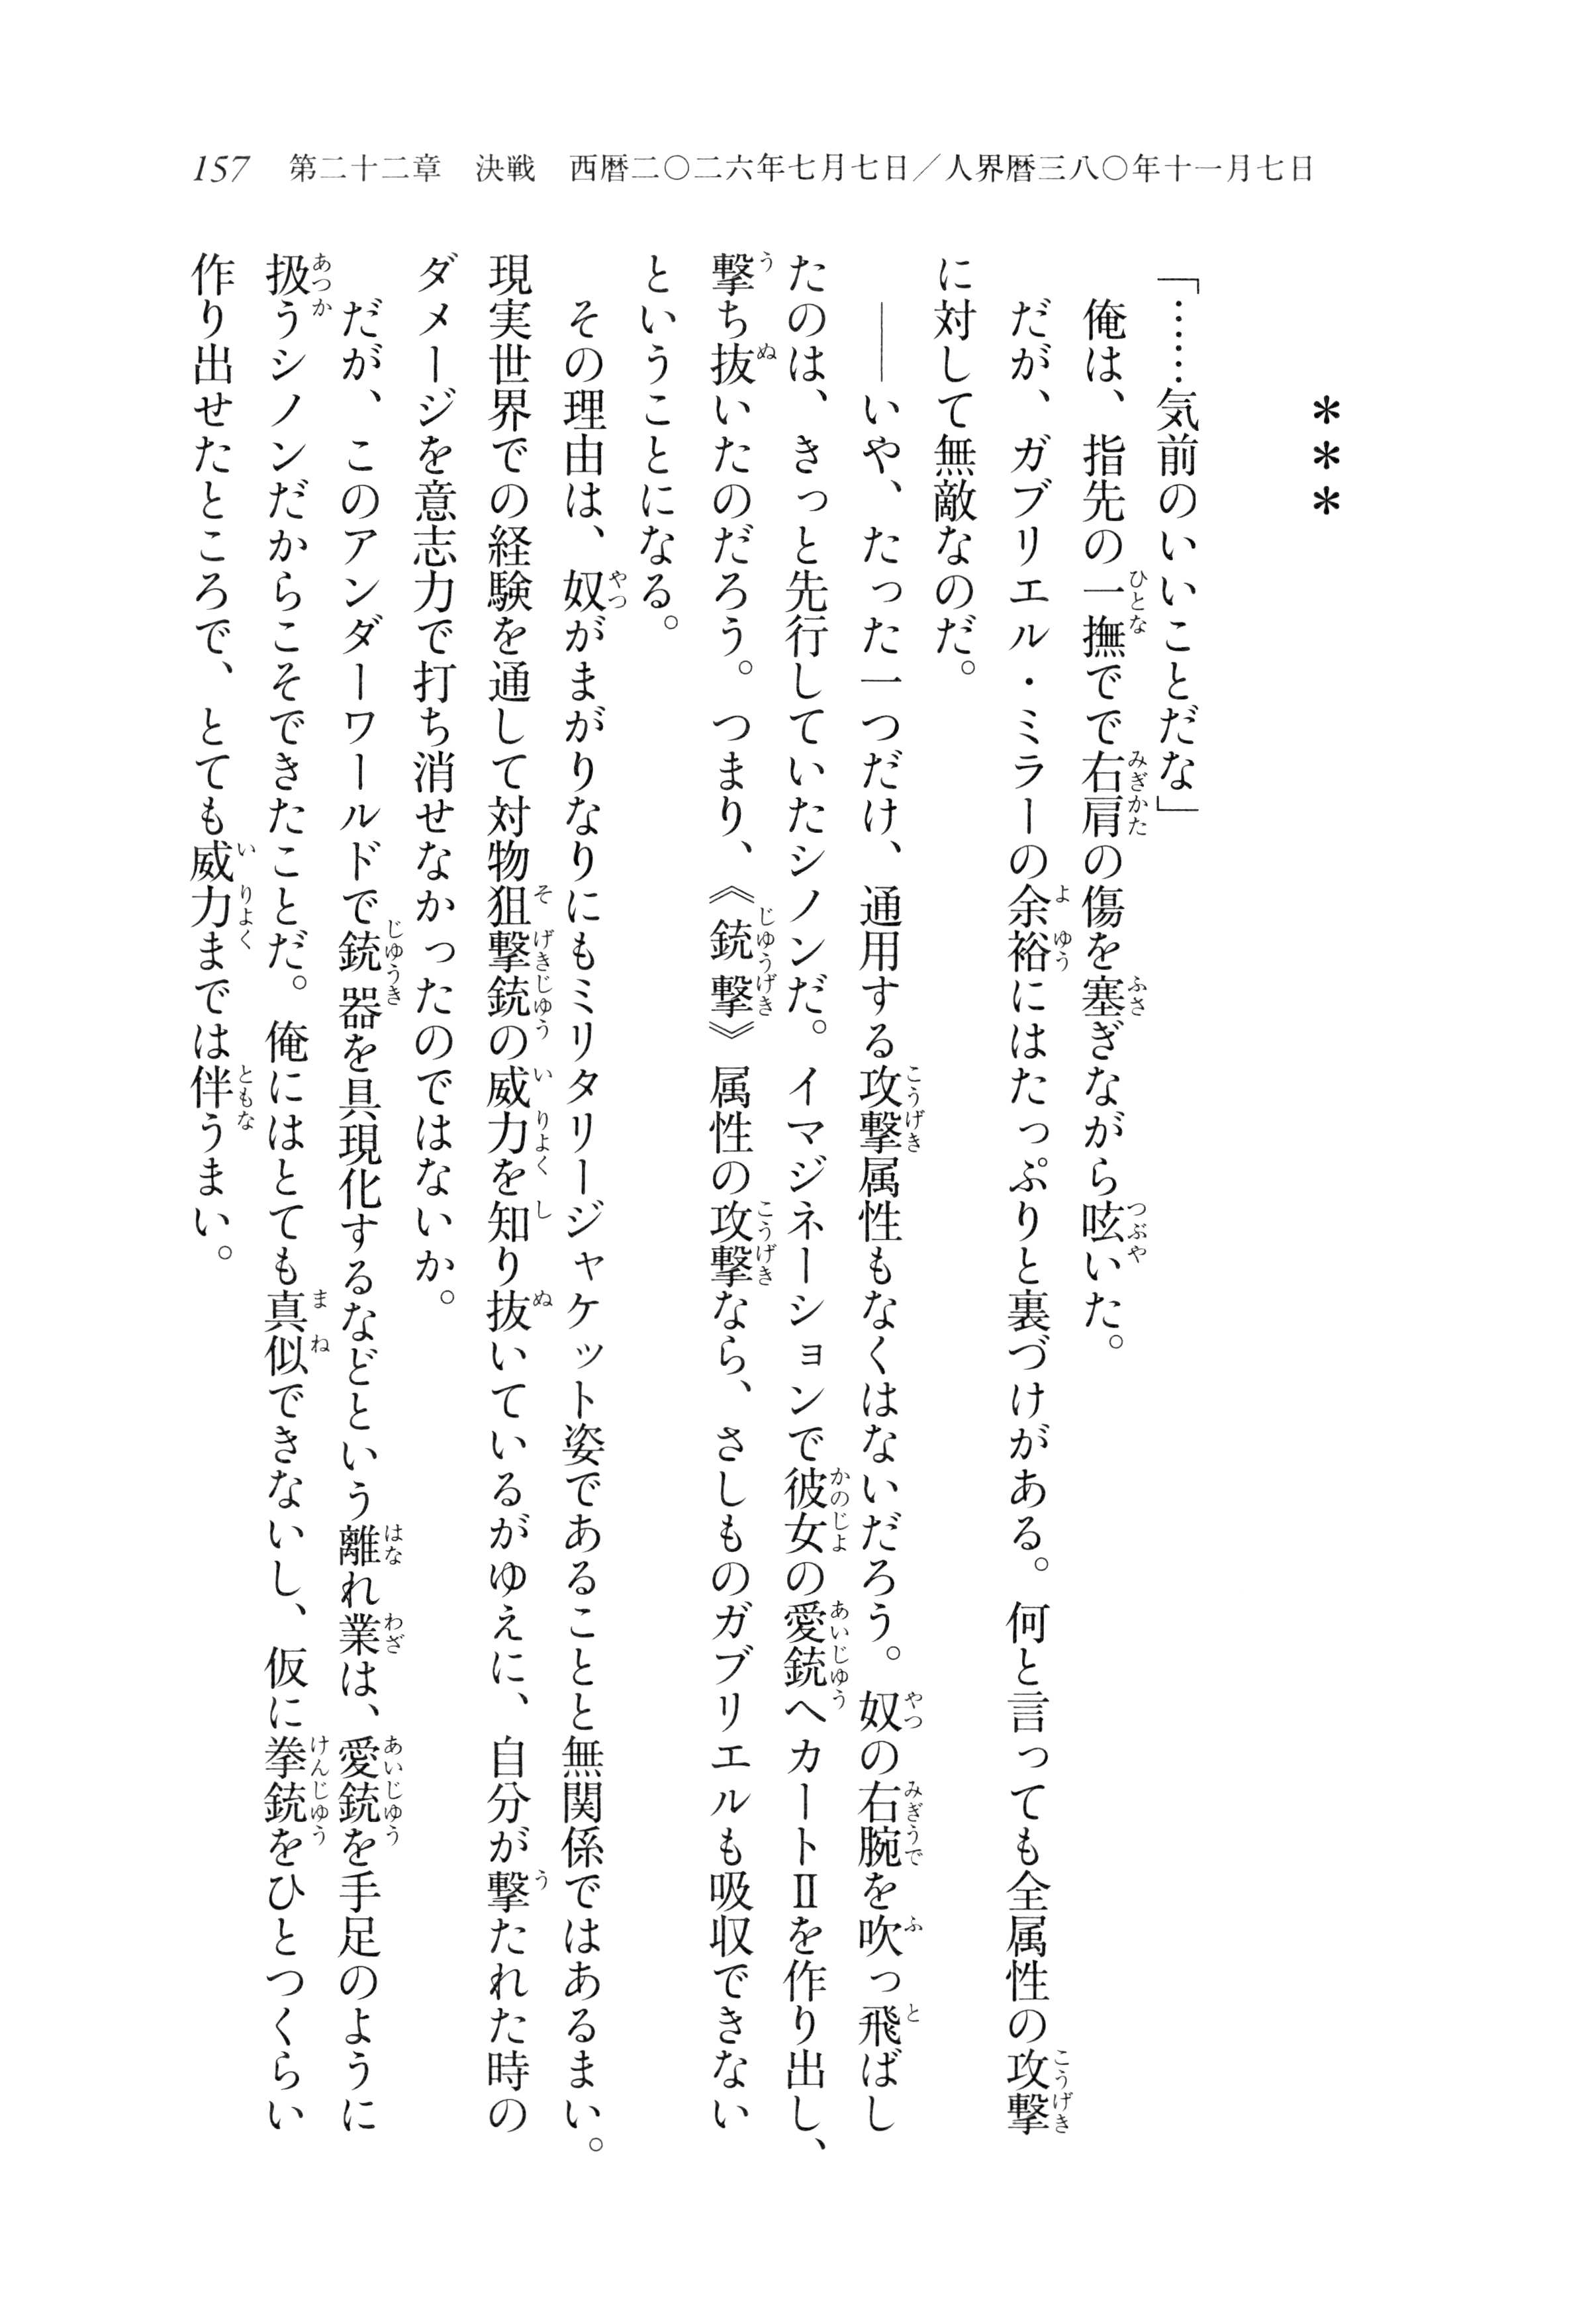 157 第二十二章 決戦 西暦二〇二六年七月七日／人界暦三八〇年十一月七日
＊＊＊
「……気前のいいことだな」
俺は、指先の一撫でで右肩の傷を塞ぎながら呟いた。
だが、ガブリエル・ミラーの余裕にはたっぷりと裏づけがある。何と言っても全属性の攻撃
に対して無敵なのだ。
――いや、たった一つだけ、通用する攻撃属性もなくはないだろう。奴の右腕を吹っ飛ばし
たのは、きっと先行していたシノンだ。イマジネーションで彼女の愛銃ヘカートⅡを作り出し、
撃ち抜いたのだろう。つまり、《銃撃》属性の攻撃なら、さしものガブリエルも吸収できない
ということになる。
その理由は、奴がまがりなりにもミリタリージャケット姿であることと無関係ではあるまい。
現実世界での経験を通して対物狙撃銃の威力を知り抜いているがゆえに、自分が撃たれた時の
ダメージを意志力で打ち消せなかったのではないか。
だが、このアンダーワールドで銃器を具現化するなどという離れ業は、愛銃を手足のように
扱うシノンだからこそできたことだ。俺にはとても真似できないし、仮に拳銃をひとつくらい
作り出せたところで、とても威力までは伴うまい。